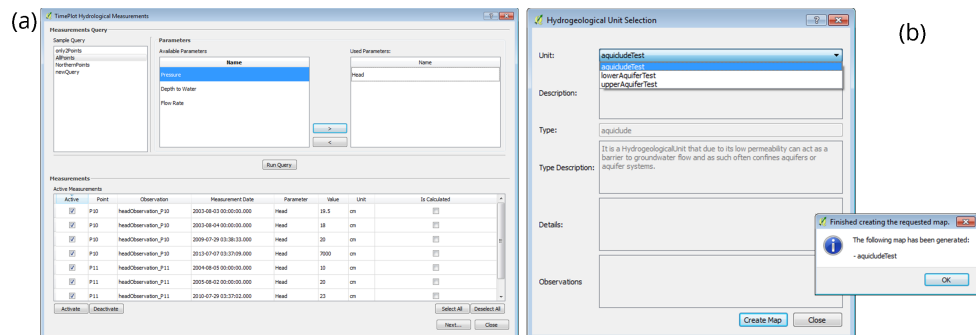 (a)
TimePlot Hydrological Measurements
Measurements Query
Sample Query
only2Points
AllPoints
NorthernPoints
newQuery
Parameters
Available Parameters
Name
Pressure
Depth to Water
Flow Rate
>
<
Used Parameters:
Name
Head
Run Query
Measurements
Active Measurements
Active Point Observation Measurement Date Parameter Value Unit Is Calculated
P10 headObservation_P10 2003-08-03 00:00:00.000 Head 19.5 cm
P10 headObservation_P10 2003-08-04 00:00:00.000 Head 18 cm
P10 headObservation_P10 2009-07-29 03:38:33.000 Head 20 cm
P10 headObservation_P10 2013-07-07 03:37:09.000 Head 7000 cm
P11 headObservation_P11 2004-08-05 00:00:00.000 Head 10 cm
P11 headObservation_P11 2005-08-02 00:00:00.000 Head 20 cm
P11 headObservation_P11 2010-07-29 03:37:02.000 Head 23 cm
Activate Deactivate Select All Deselect All
Next... Close
(b)
Hydrogeological Unit Selection
Unit: aquicludeTest
aquicludeTest
lowerAquiferTest
upperAquiferTest
Description:
Type: aquiclude
Type Description:
It is a HydrogeologicalUnit that due to its low permeability can act as a
barrier to groundwater flow and as such often confines aquifers or
aquifer systems.
Details:
Observations
Create Map Close
Finished creating the requested map.
The following map has been generated:
- aquicludeTest
OK